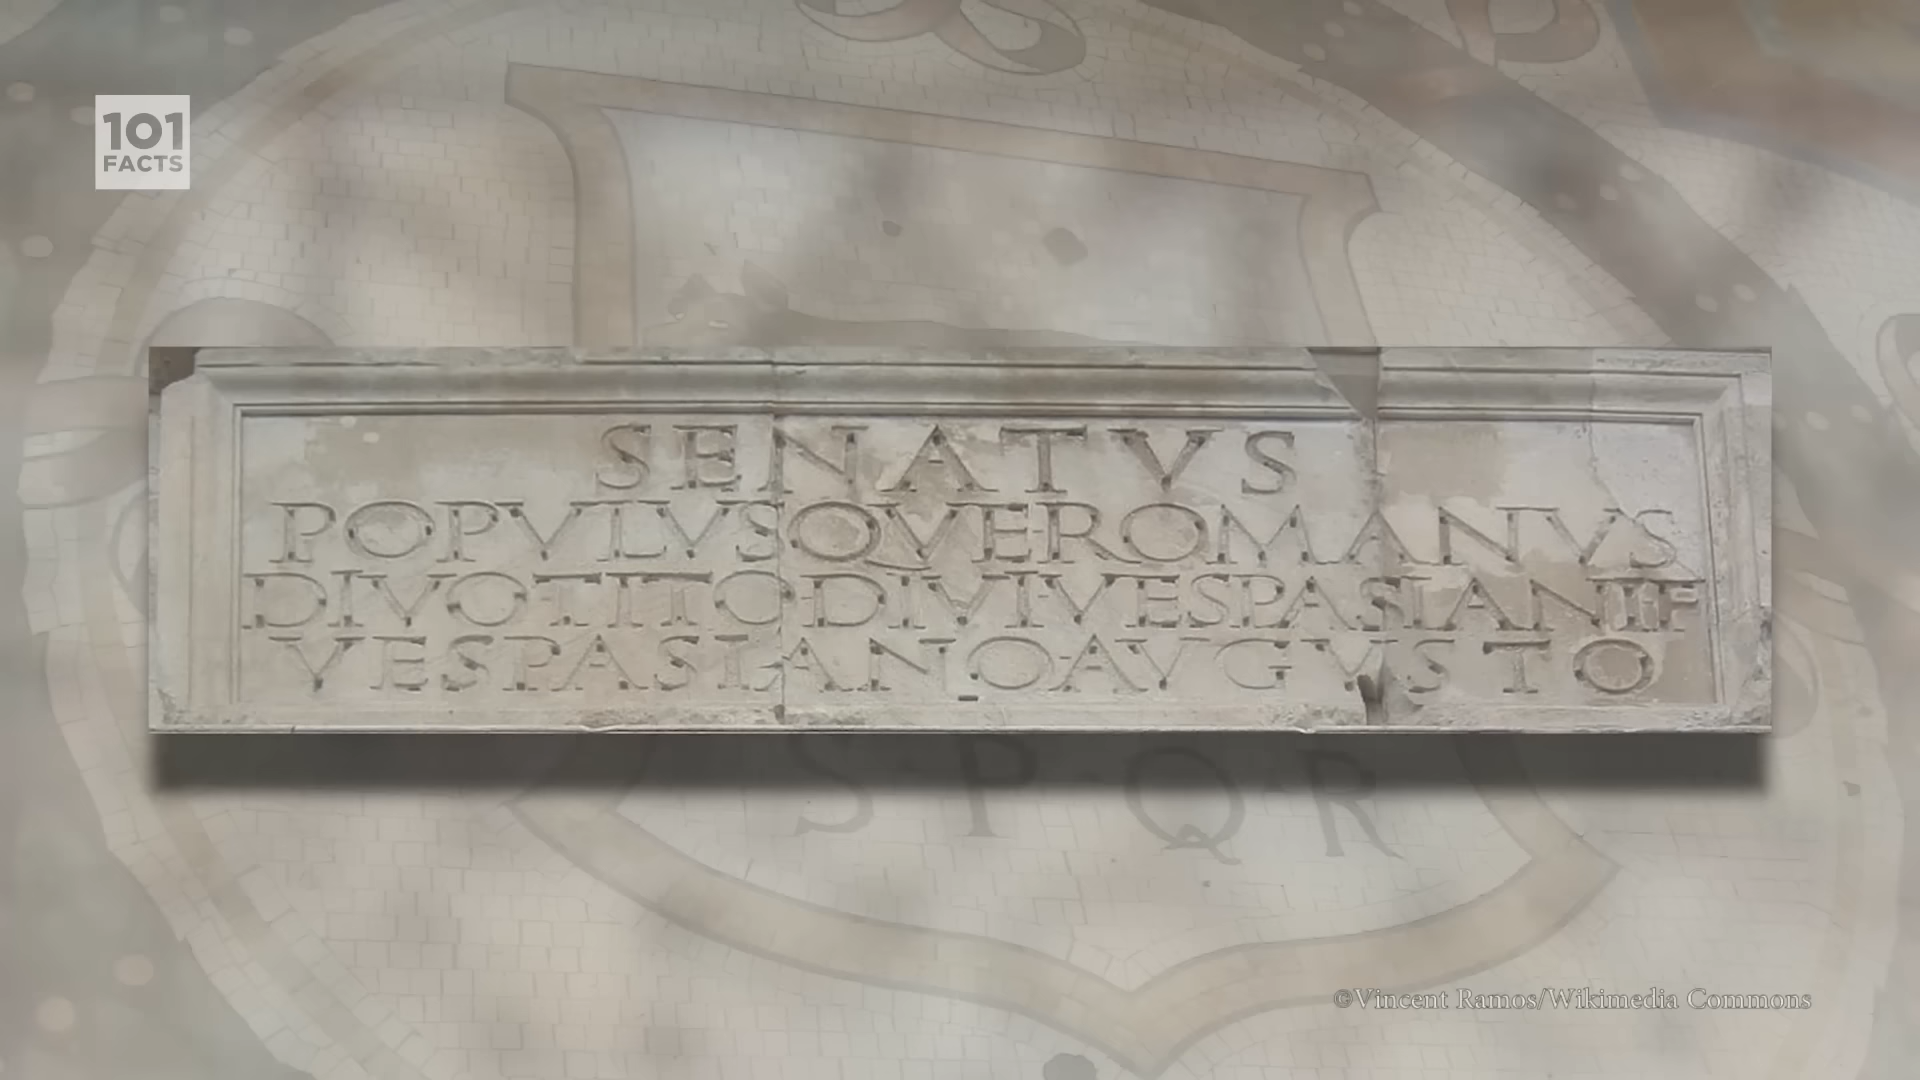 101
FACTS
SENATVS
POPVLVSQVEROMANVS
DIVOTITODIVIVESPASIANIF
VESPASIANOAVGVSTO
S·P·Q·R
©Vincent Ramos/Wikimedia Commons